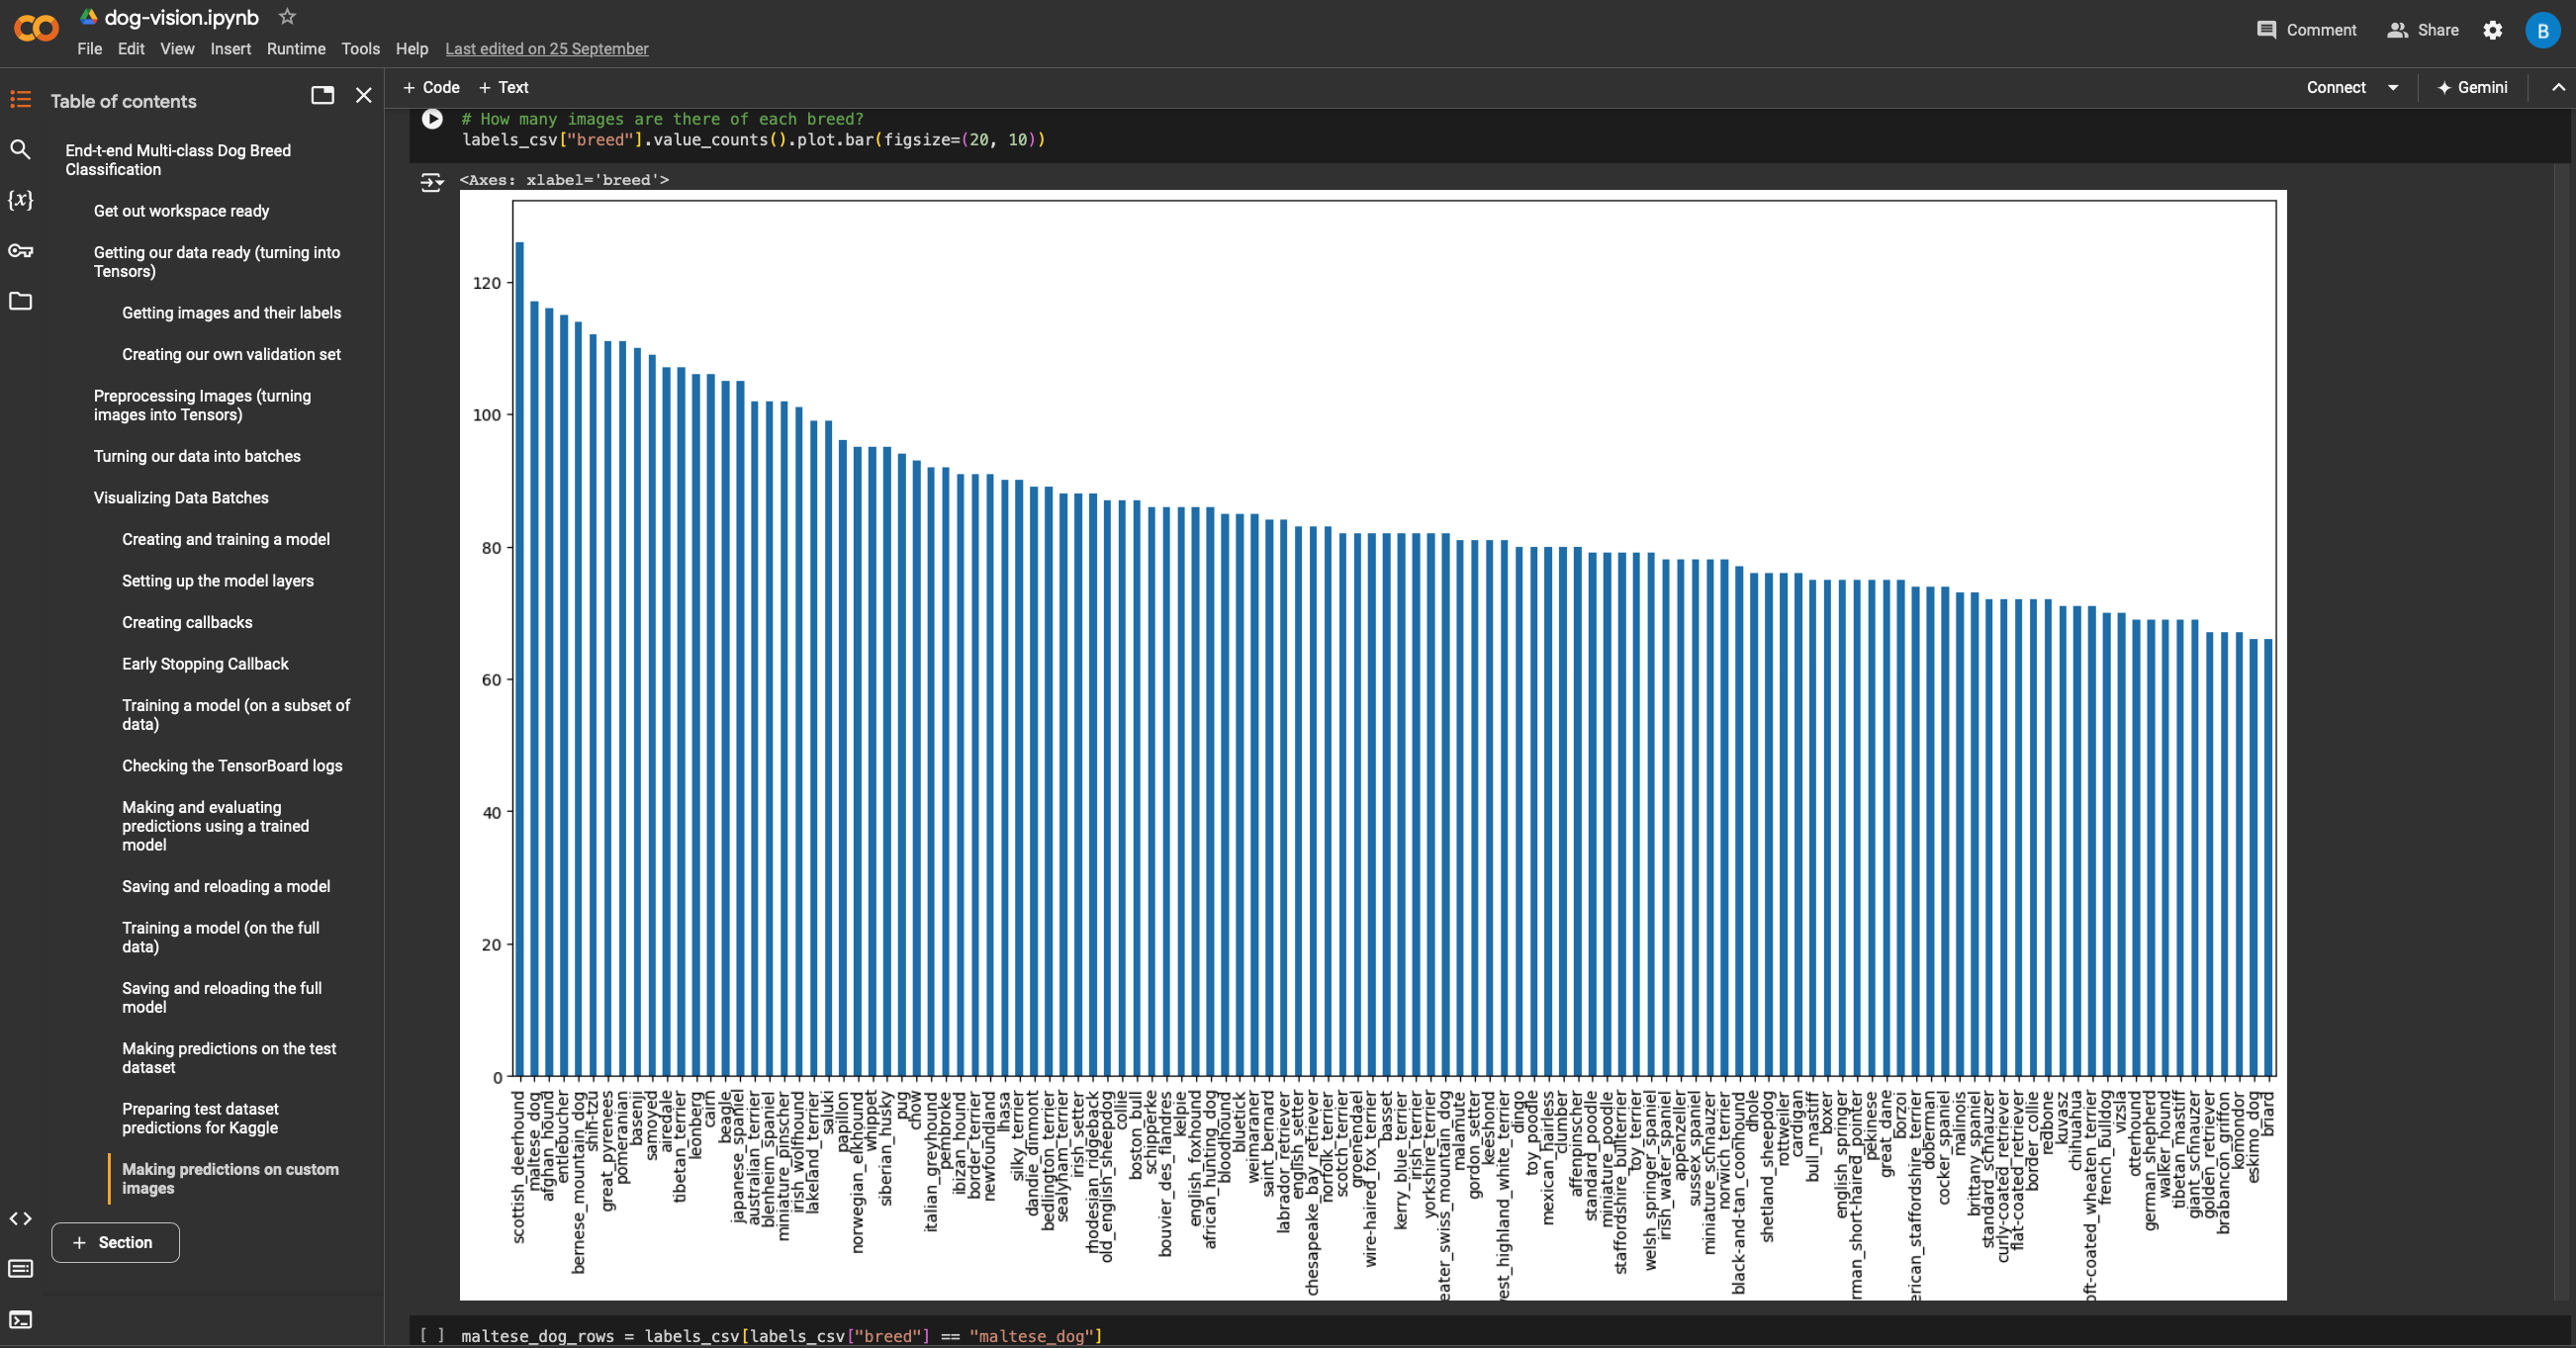 dog-vision.ipynb
File Edit View Insert Runtime Tools Help Last edited on 25 September
Comment Share B
Table of contents
End-t-end Multi-class Dog Breed
Classification
Get out workspace ready
Getting our data ready (turning into
Tensors)
Getting images and their labels
Creating our own validation set
Preprocessing Images (turning
images into Tensors)
Turning our data into batches
Visualizing Data Batches
Creating and training a model
Setting up the model layers
Creating callbacks
Early Stopping Callback
Training a model (on a subset of
data)
Checking the TensorBoard logs
Making and evaluating
predictions using a trained
model
Saving and reloading a model
Training a model (on the full
data)
Saving and reloading the full
model
Making predictions on the test
dataset
Preparing test dataset
predictions for Kaggle
Making predictions on custom
images
+ Section
{x}
+ Code + Text
Connect Gemini
# How many images are there of each breed?
labels_csv["breed"].value_counts().plot.bar(figsize=(20, 10))
<Axes: xlabel='breed'>
120
100
80
60
40
20
0
scottish_deerhound
maltese_dog
afghan_hound
entlebucher
bernese_mountain_dog
shih-tzu
great_pyrenees
pomeranian
basenji
samoyed
airedale
tibetan_terrier
leonberg
cairn
beagle
japanese_spaniel
australian_terrier
blenheim_spaniel
miniature_pinscher
irish_wolfhound
lakeland_terrier
saluki
papillon
norwegian_elkhound
whippet
siberian_husky
pug
chow
italian_greyhound
pembroke
ibizan_hound
border_terrier
newfoundland
lhasa
silky_terrier
dandie_dinmont
bedlington_terrier
sealyham_terrier
irish_setter
rhodesian_ridgeback
old_english_sheepdog
collie
boston_bull
schipperke
bouvier_des_flandres
kelpie
english_foxhound
african_hunting_dog
bloodhound
bluetick
weimaraner
saint_bernard
labrador_retriever
english_setter
chesapeake_bay_retriever
norfolk_terrier
scotch_terrier
groenendael
wire-haired_fox_terrier
basset
kerry_blue_terrier
irish_terrier
yorkshire_terrier
eater_swiss_mountain_dog
malamute
gordon_setter
keeshond
west_highland_white_terrier
dingo
toy_poodle
mexican_hairless
clumber
affenpinscher
standard_poodle
miniature_poodle
staffordshire_bullterrier
toy_terrier
welsh_springer_spaniel
irish_water_spaniel
appenzeller
sussex_spaniel
miniature_schnauzer
norwich_terrier
black-and-tan_coonhound
dhole
shetland_sheepdog
rottweiler
cardigan
bull_mastiff
boxer
english_springer
rman_short-haired_pointer
pekinese
great_dane
borzoi
erican_staffordshire_terrier
doberman
cocker_spaniel
malinois
brittany_spaniel
standard_schnauzer
curly-coated_retriever
flat-coated_retriever
border_collie
redbone
kuvasz
chihuahua
oft-coated_wheaten_terrier
french_bulldog
vizsla
otterhound
german_shepherd
walker_hound
tibetan_mastiff
giant_schnauzer
golden_retriever
brabancon_griffon
komondor
eskimo_dog
briard
[ ] maltese_dog_rows = labels_csv[labels_csv["breed"] == "maltese_dog"]